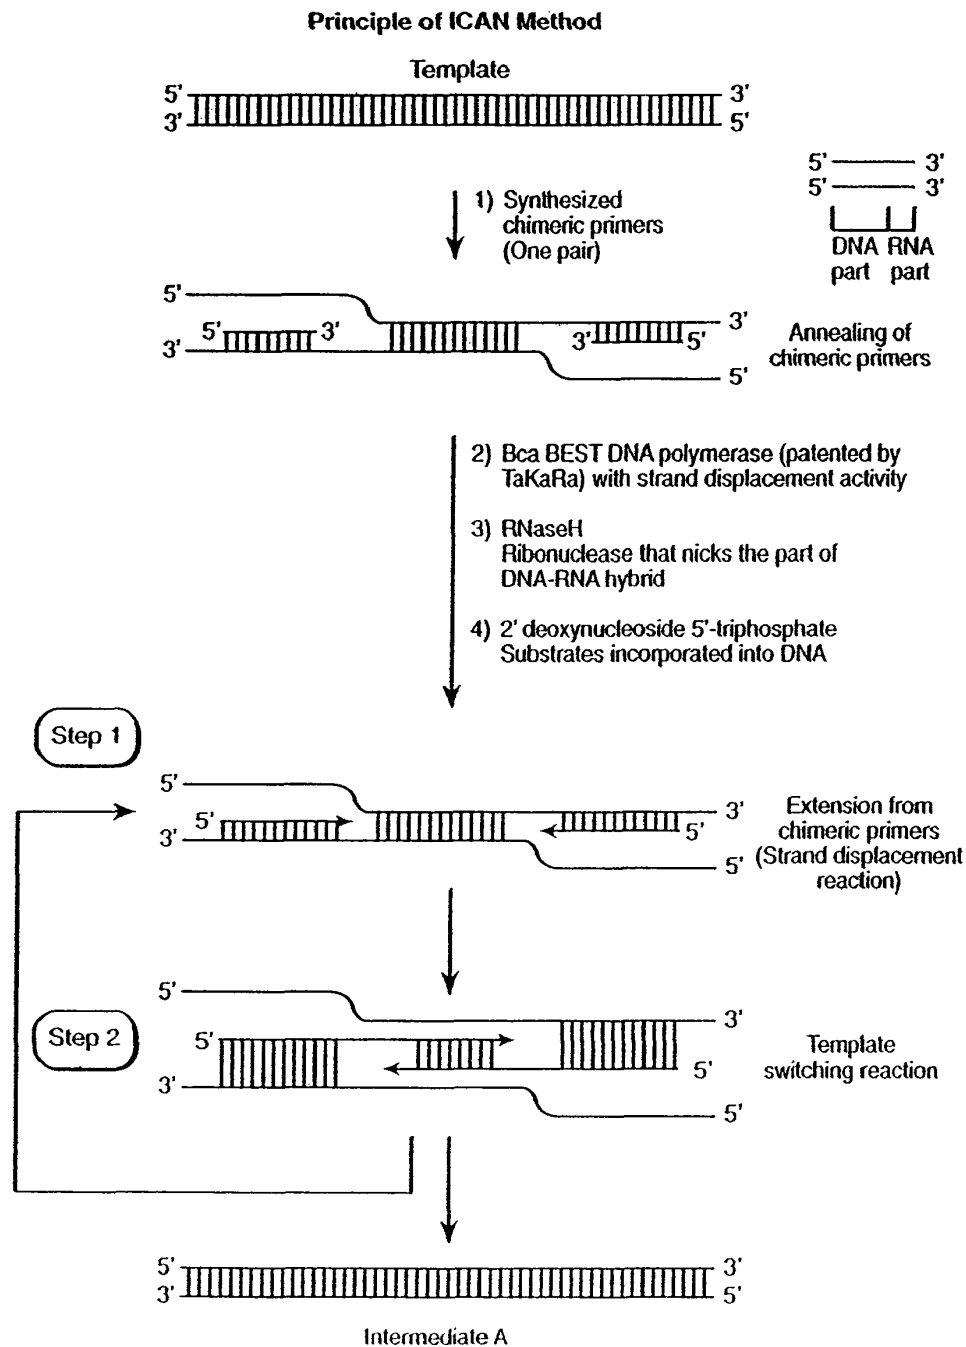 Principle of ICAN Method
Template
5' 3'
3' 5'
5' 3'
5' 3'
DNA RNA
part part
1) Synthesized
chimeric primers
(One pair)
5'
5' 3' 3'
3' 3' 5'
5'
Annealing of
chimeric primers
2) Bca BEST DNA polymerase (patented by
TaKaRa) with strand displacement activity
3) RNaseH
Ribonuclease that nicks the part of
DNA-RNA hybrid
4) 2' deoxynucleoside 5'-triphosphate
Substrates incorporated into DNA
Step 1
5'
5' 3'
3' 5'
5'
Extension from
chimeric primers
(Strand displacement
reaction)
Step 2
5'
5' 3'
3' 5'
5'
Template
switching reaction
5' 3'
3' 5'
Intermediate A